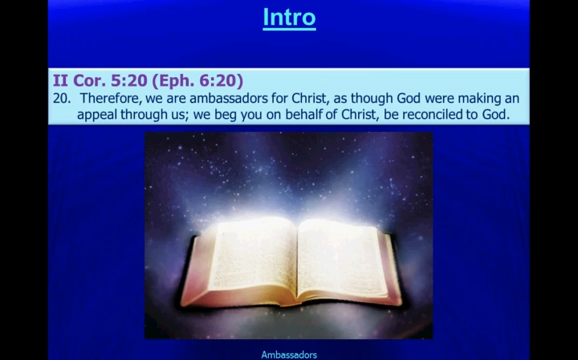 Intro
II Cor. 5:20 (Eph. 6:20)
20. Therefore, we are ambassadors for Christ, as though God were making an
appeal through us; we beg you on behalf of Christ, be reconciled to God.
Ambassadors